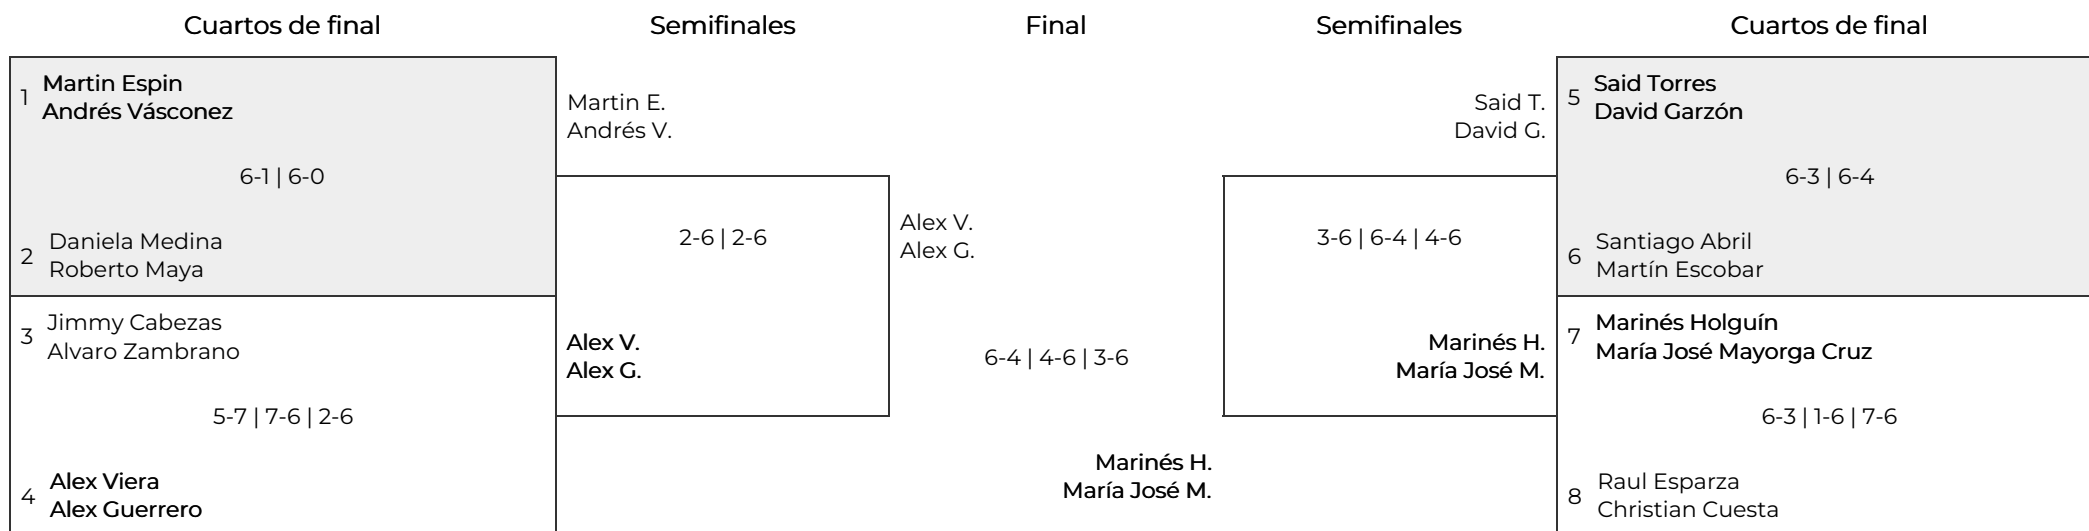 Cuartos de final
Semifinales
Final
Semifinales
Cuartos de final
1
Martin Espin
Andrés Vásconez
6-1 | 6-0
2
Daniela Medina
Roberto Maya
3
Jimmy Cabezas
Alvaro Zambrano
5-7 | 7-6 | 2-6
4
Alex Viera
Alex Guerrero
Martin E.
Andrés V.
2-6 | 2-6
Alex V.
Alex G.
Alex V.
Alex G.
6-4 | 4-6 | 3-6
Marinés H.
María José M.
Said T.
David G.
3-6 | 6-4 | 4-6
Marinés H.
María José M.
5
Said Torres
David Garzón
6-3 | 6-4
6
Santiago Abril
Martín Escobar
7
Marinés Holguín
María José Mayorga Cruz
6-3 | 1-6 | 7-6
8
Raul Esparza
Christian Cuesta